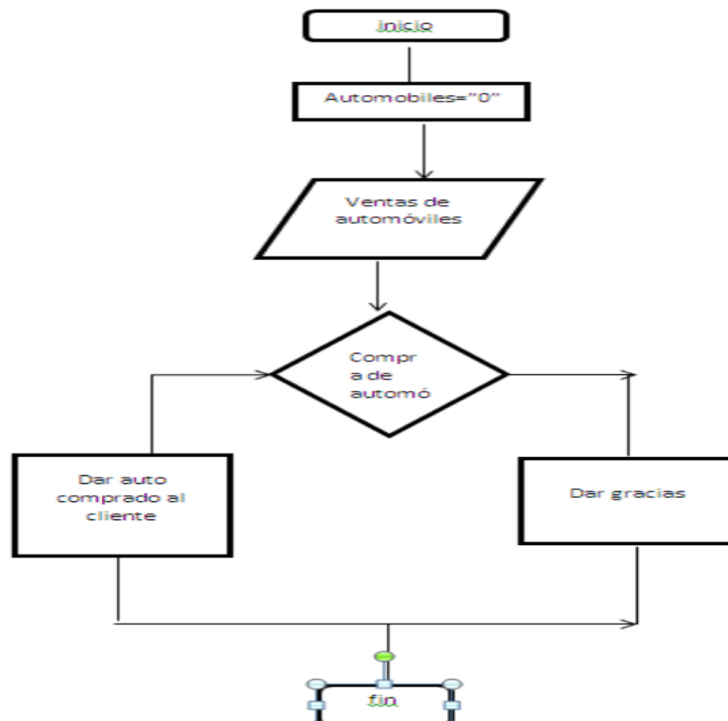 inicio
Automobiles="0"
Ventas de
automóviles
Compr
a de
automó
Dar auto
comprado al
cliente
Dar gracias
fin